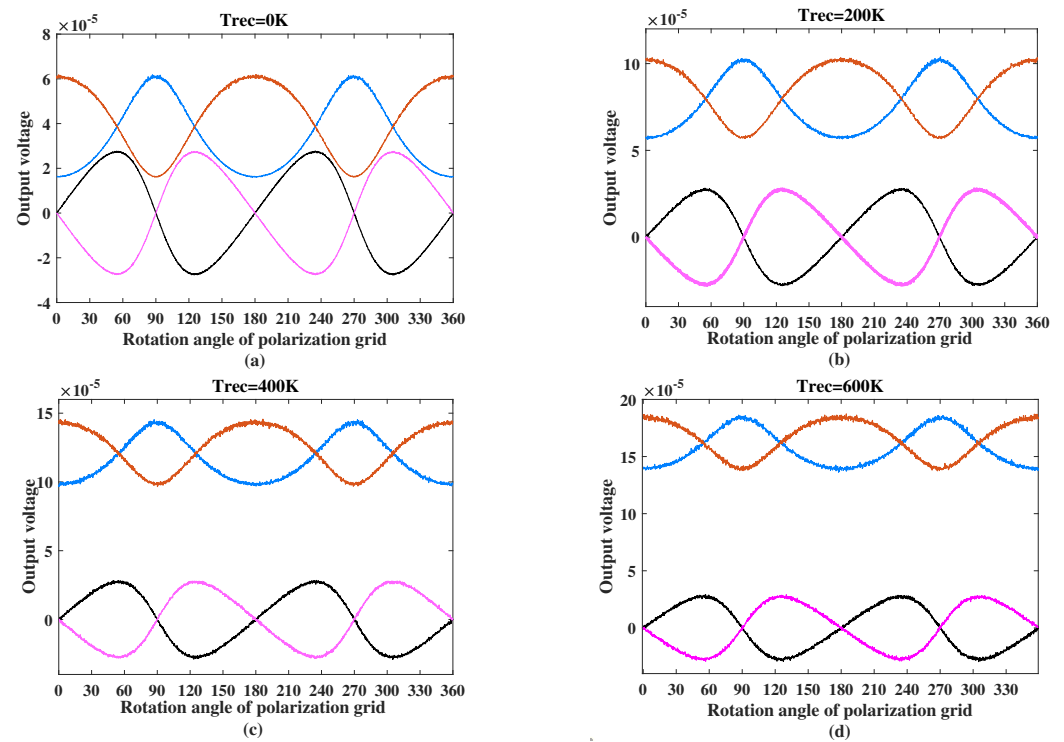 Trec=0K
×10-5
8
6
4
2
0
-2
-4
0 30 60 90 120 150 180 210 240 270 300 330 360
Output voltage
Rotation angle of polarization grid
(a)
Trec=200K
×10-5
10
5
0
0 30 60 90 120 150 180 210 240 270 300 330 360
Output voltage
Rotation angle of polarization grid
(b)
Trec=400K
×10-5
15
10
5
0
0 30 60 90 120 150 180 210 240 270 300 330 360
Output voltage
Rotation angle of polarization grid
(c)
Trec=600K
×10-5
20
15
10
5
0
0 30 60 90 120 150 180 210 240 270 300 330
Output voltage
Rotation angle of polarization grid
(d)